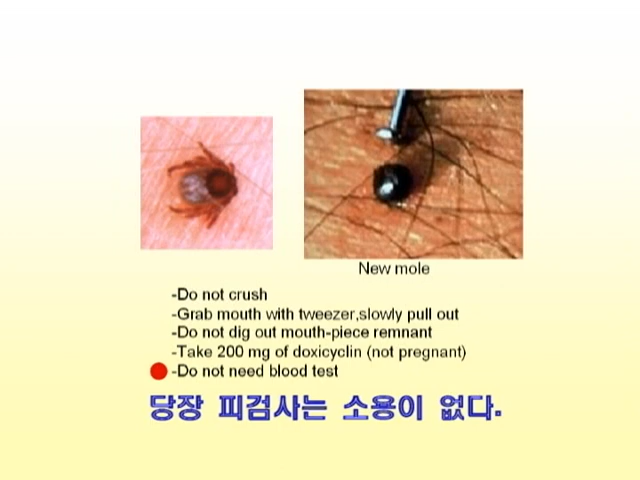 New mole
-Do not crush
-Grab mouth with tweezer,slowly pull out
-Do not dig out mouth-piece remnant
-Take 200 mg of doxicyclin (not pregnant)
-Do not need blood test
당장 피검사는 소용이 없다.